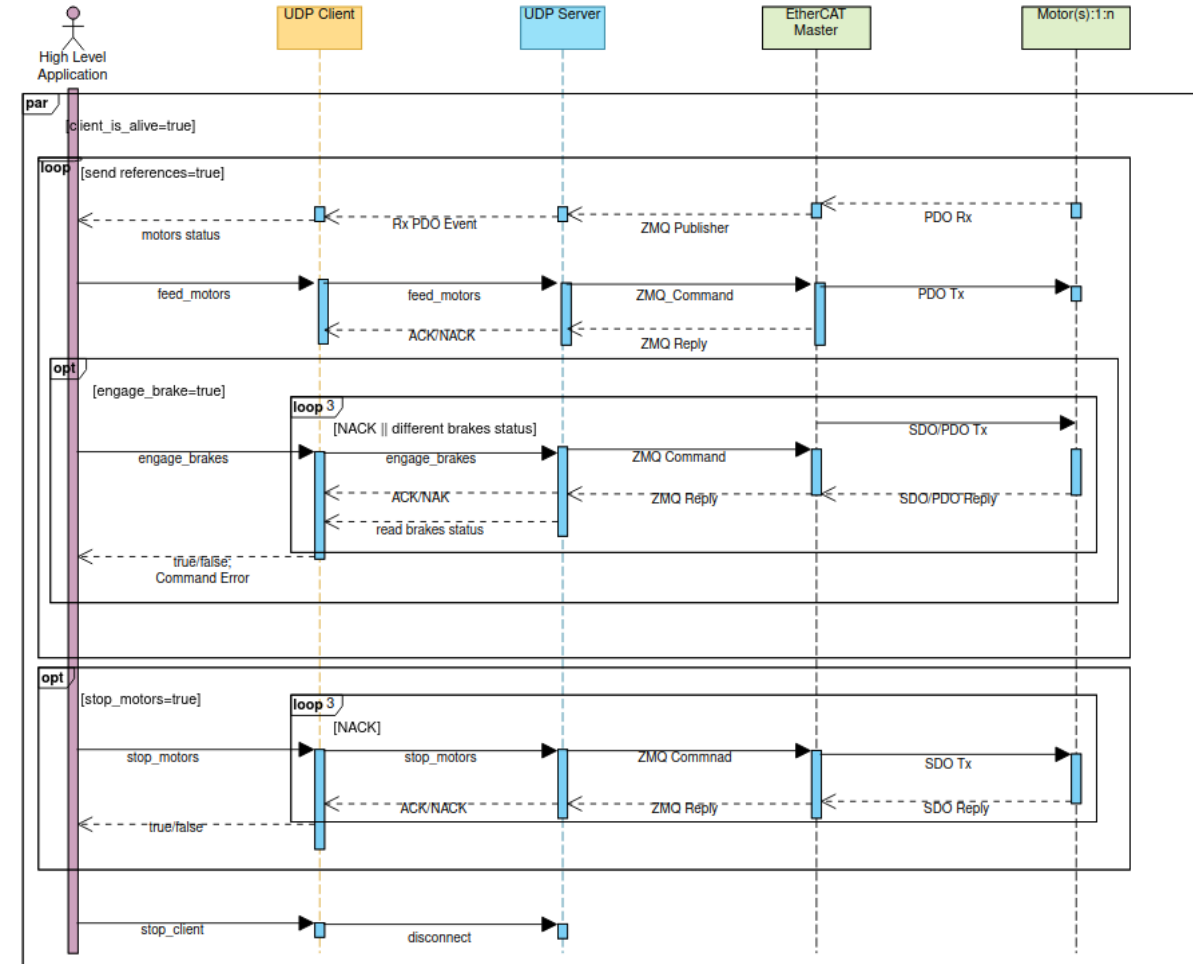 UDP Client
UDP Server
EtherCAT
Master
Motor(s):1:n
High Level
Application
par
[client_is_alive=true]
loop
[send references=true]
PDO Rx
ZMQ Publisher
Rx PDO Event
motors status
feed_motors
feed_motors
ZMQ_Command
PDO Tx
ACK/NACK
ZMQ Reply
opt
[engage_brake=true]
loop 3
[NACK || different brakes status]
SDO/PDO Tx
engage_brakes
engage_brakes
ZMQ Command
ACK/NAK
ZMQ Reply
SDO/PDO Reply
read brakes status
true/false;
Command Error
opt
[stop_motors=true]
loop 3
[NACK]
stop_motors
stop_motors
ZMQ Commnad
SDO Tx
ACK/NACK
ZMQ Reply
SDO Reply
true/false
stop_client
disconnect